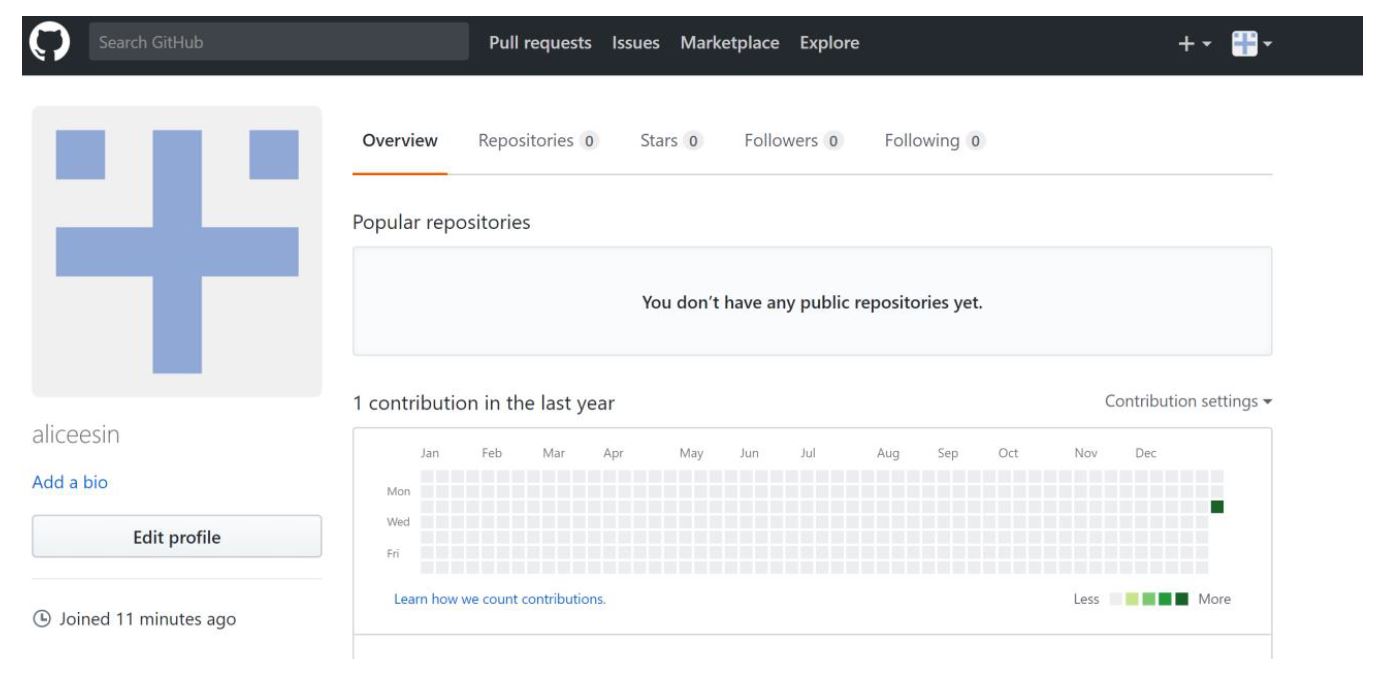 Search GitHub
Pull requests Issues Marketplace Explore
Overview Repositories 0 Stars 0 Followers 0 Following 0
Popular repositories
You don't have any public repositories yet.
1 contribution in the last year
Contribution settings
aliceesin
Add a bio
Edit profile
Joined 11 minutes ago
Jan Feb Mar Apr May Jun Jul Aug Sep Oct Nov Dec
Mon
Wed
Fri
Learn how we count contributions.
Less More